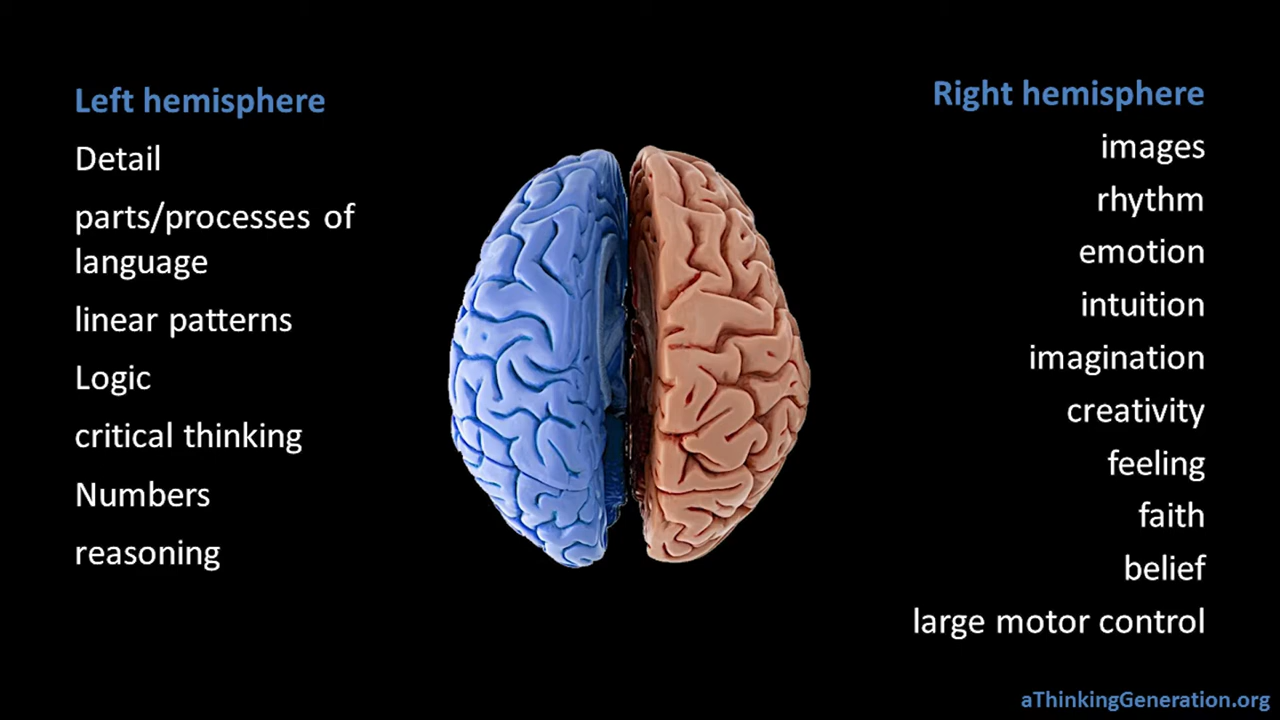 Left hemisphere
Detail
parts/processes of
language
linear patterns
Logic
critical thinking
Numbers
reasoning
Right hemisphere
images
rhythm
emotion
intuition
imagination
creativity
feeling
faith
belief
large motor control
aThinkingGeneration.org